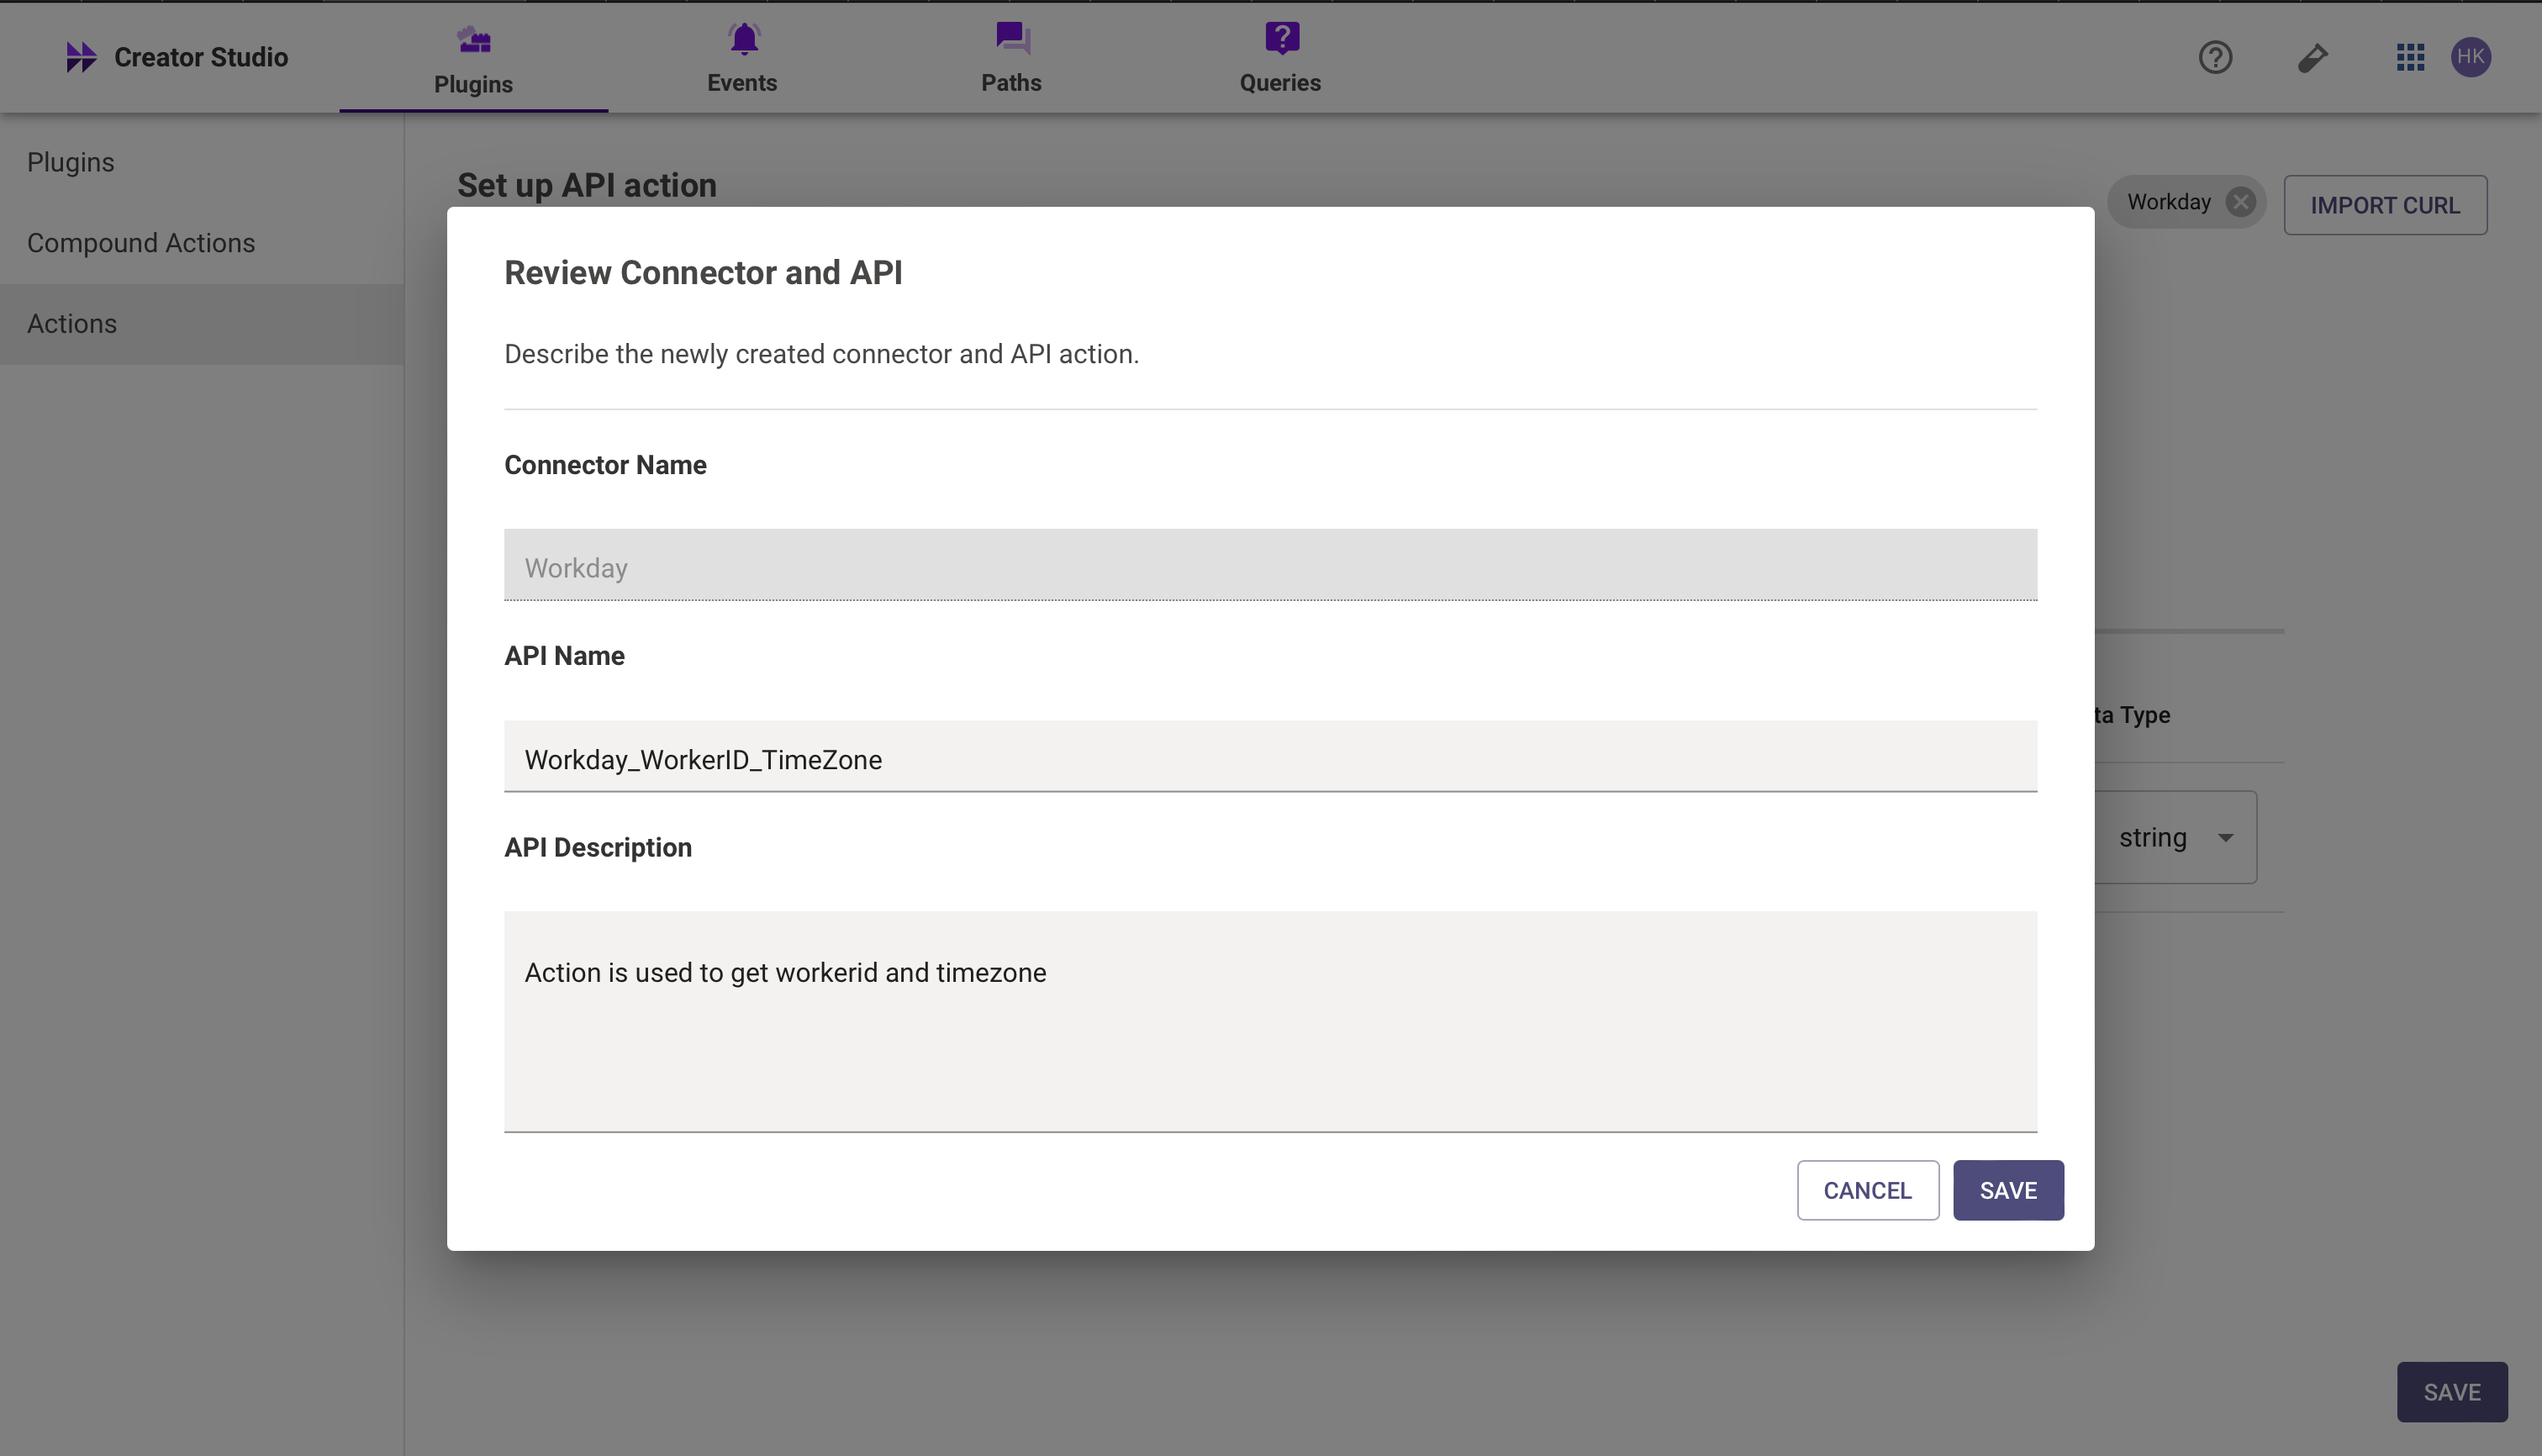 Creator Studio
Plugins
Events
Paths
Queries
HK
Plugins
Compound Actions
Actions
Set up API action
Workday
IMPORT CURL
Review Connector and API
Describe the newly created connector and API action.
Connector Name
Workday
API Name
Workday_WorkerID_TimeZone
ta Type
string
API Description
Action is used to get workerid and timezone
CANCEL
SAVE
SAVE